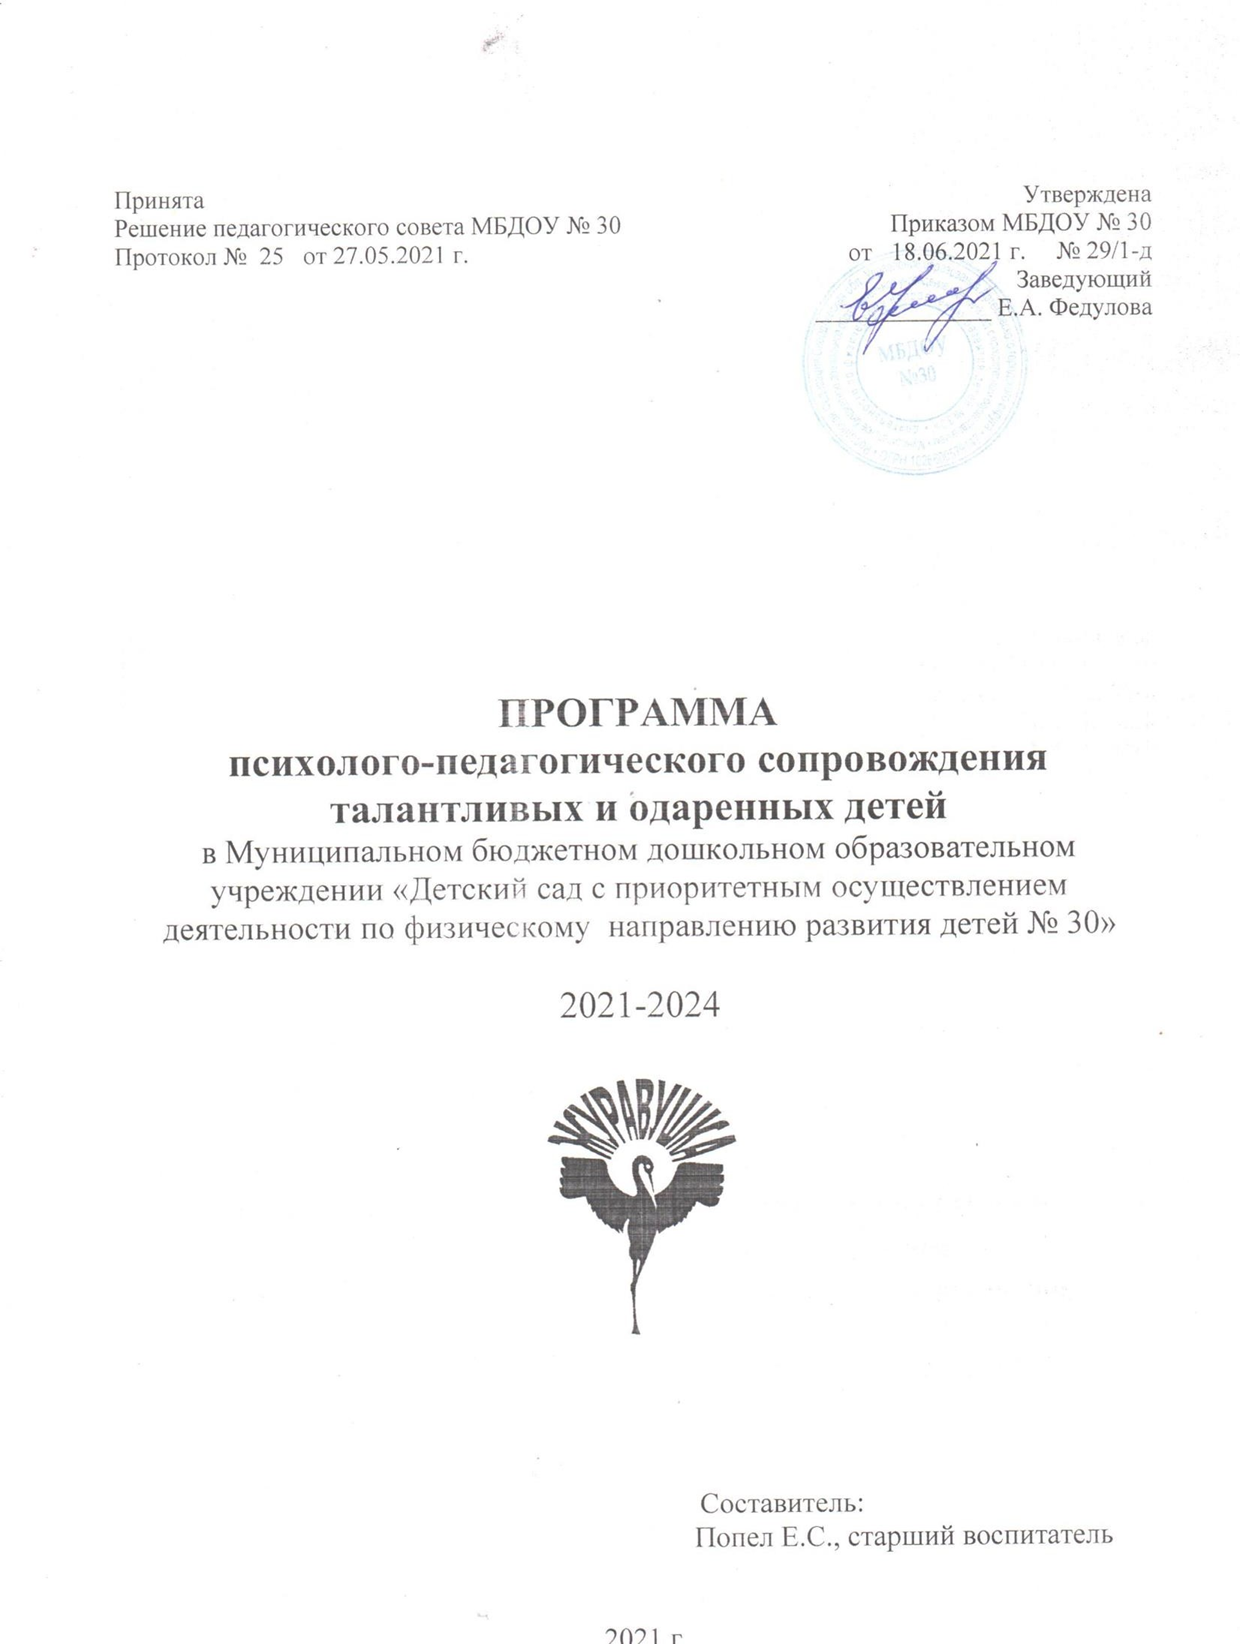 Принята
Решение педагогического совета МБДОУ № 30
Протокол № 25 от 27.05.2021 г.
Утверждена
Приказом МБДОУ № 30
от 18.06.2021 г. № 29/1-д
Заведующий
Е.А. Федулова
МБДОУ
№30
ПРОГРАММА
психолого-педагогического сопровождения
талантливых и одаренных детей
в Муниципальном бюджетном дошкольном образовательном
учреждении «Детский сад с приоритетным осуществлением
деятельности по физическому направлению развития детей № 30»
2021-2024
ЖУРАВУШКА
Составитель:
Попел Е.С., старший воспитатель
2021 г